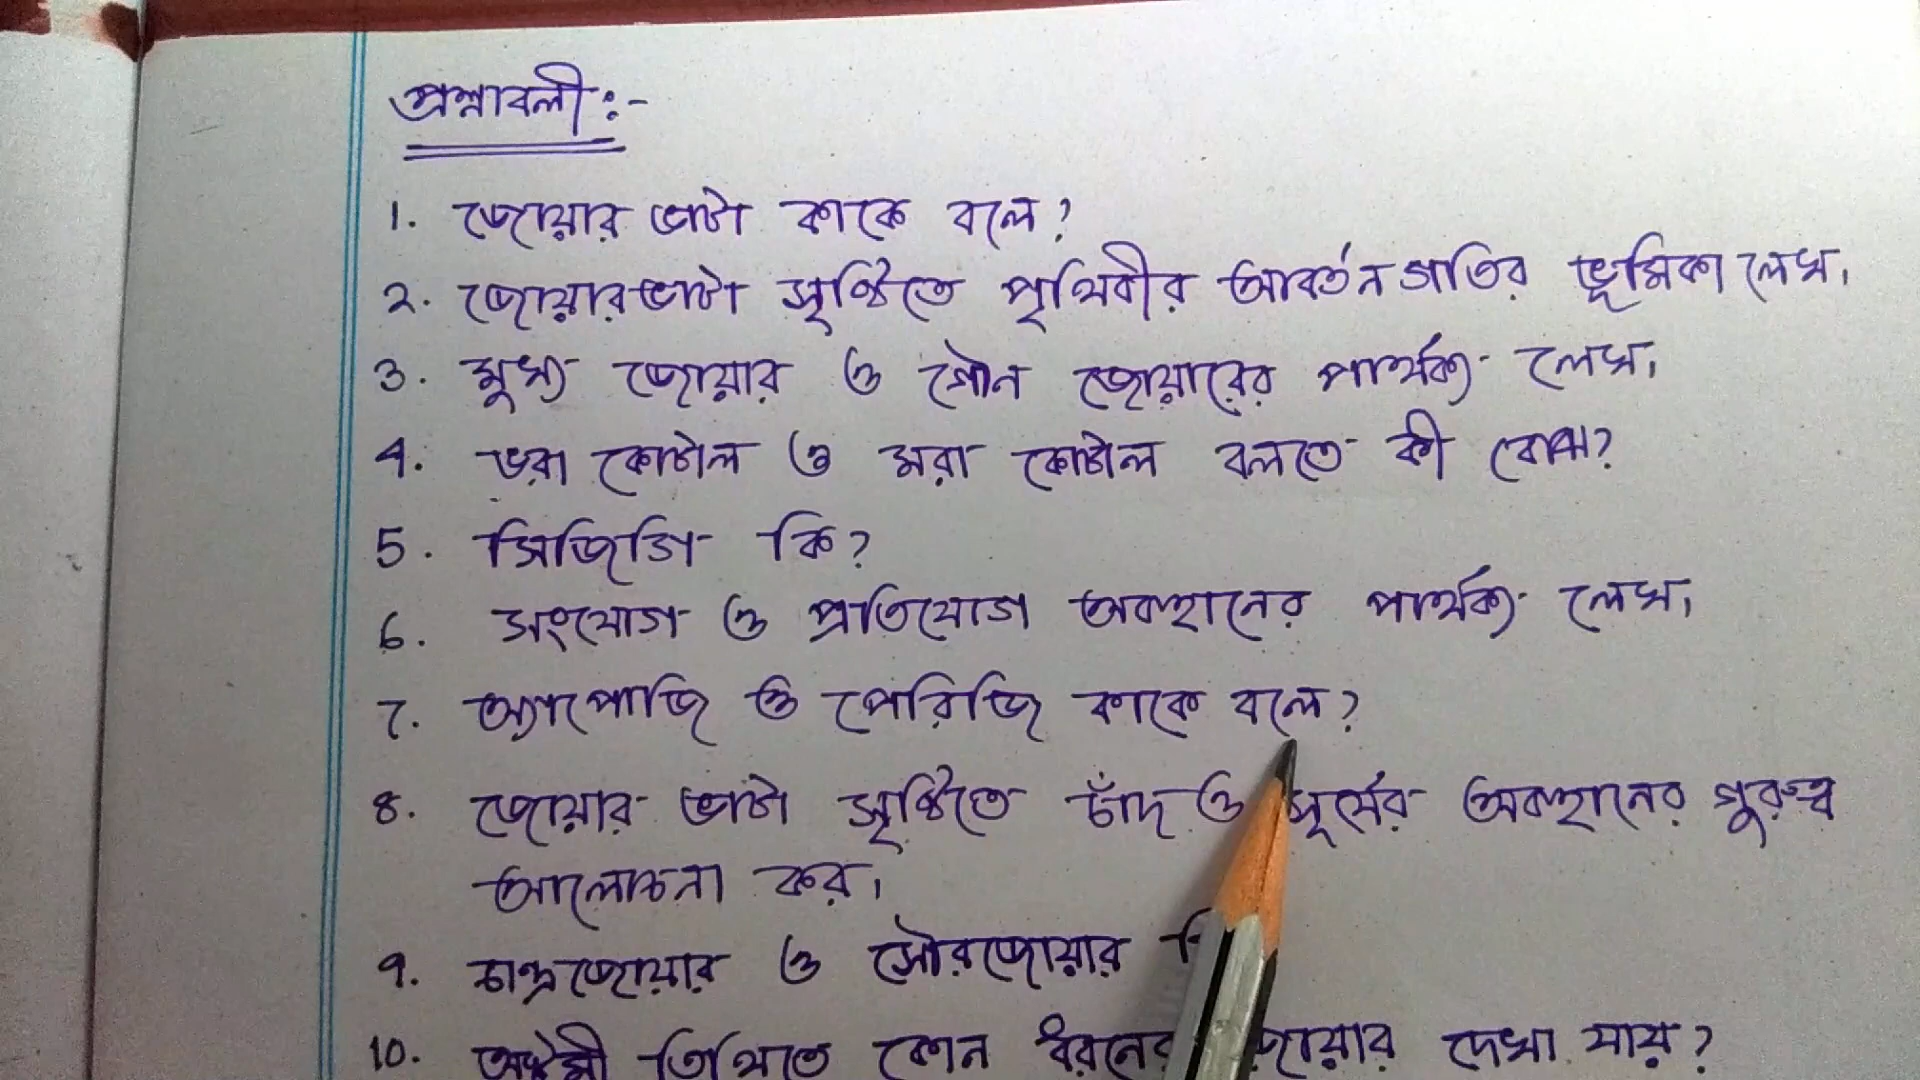 প্রশ্নাবলী:-
1. জোয়ার ভাটা কাকে বলে?
২. জোয়ারভাটা সৃষ্টিতে পৃথিবীর আবর্তন গতির ভূমিকা লেখ।
3. মুখ্য জোয়ার ও গৌন জোয়ারের পার্থক্য লেখ।
4. ভরা কোটাল ও মরা কোটাল বলতে কী বোঝ?
5. সিজিগি কি?
6. সংযোগ ও প্রতিযোগ অবস্থানের পার্থক্য লেখ।
7. অ্যাপোজি ও পেরিজি কাকে বলে?
8. জোয়ার ভাটা সৃষ্টিতে চাঁদ ও সূর্যের অবস্থানের গুরুত্ব
আলোচনা কর।
9. চান্দ্রজোয়ার ও সৌরজোয়ার
10. অষ্টমী তিথিতে কোন ধরনের জোয়ার দেখা যায়?